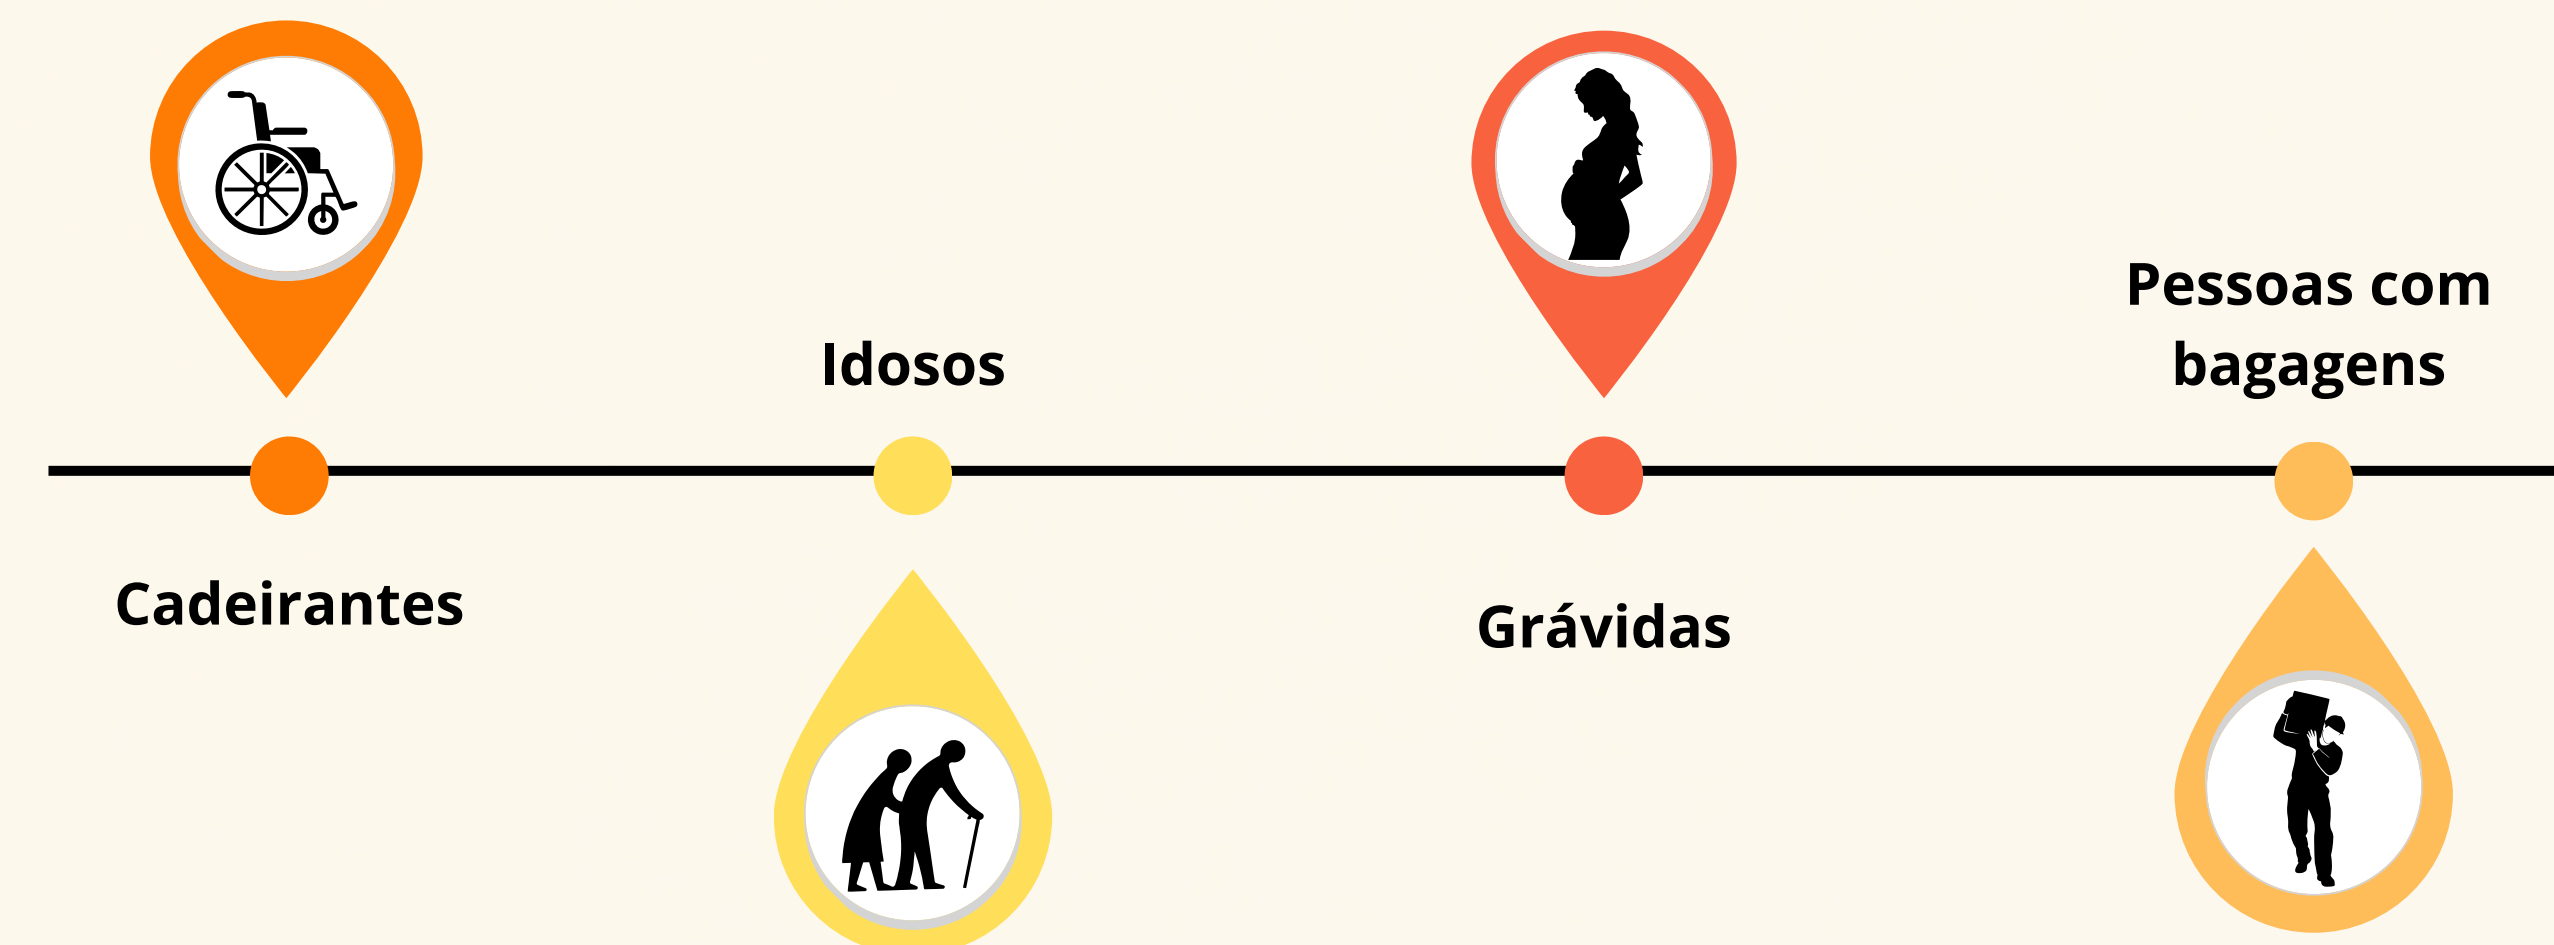 Cadeirantes
Idosos
Grávidas
Pessoas com
bagagens